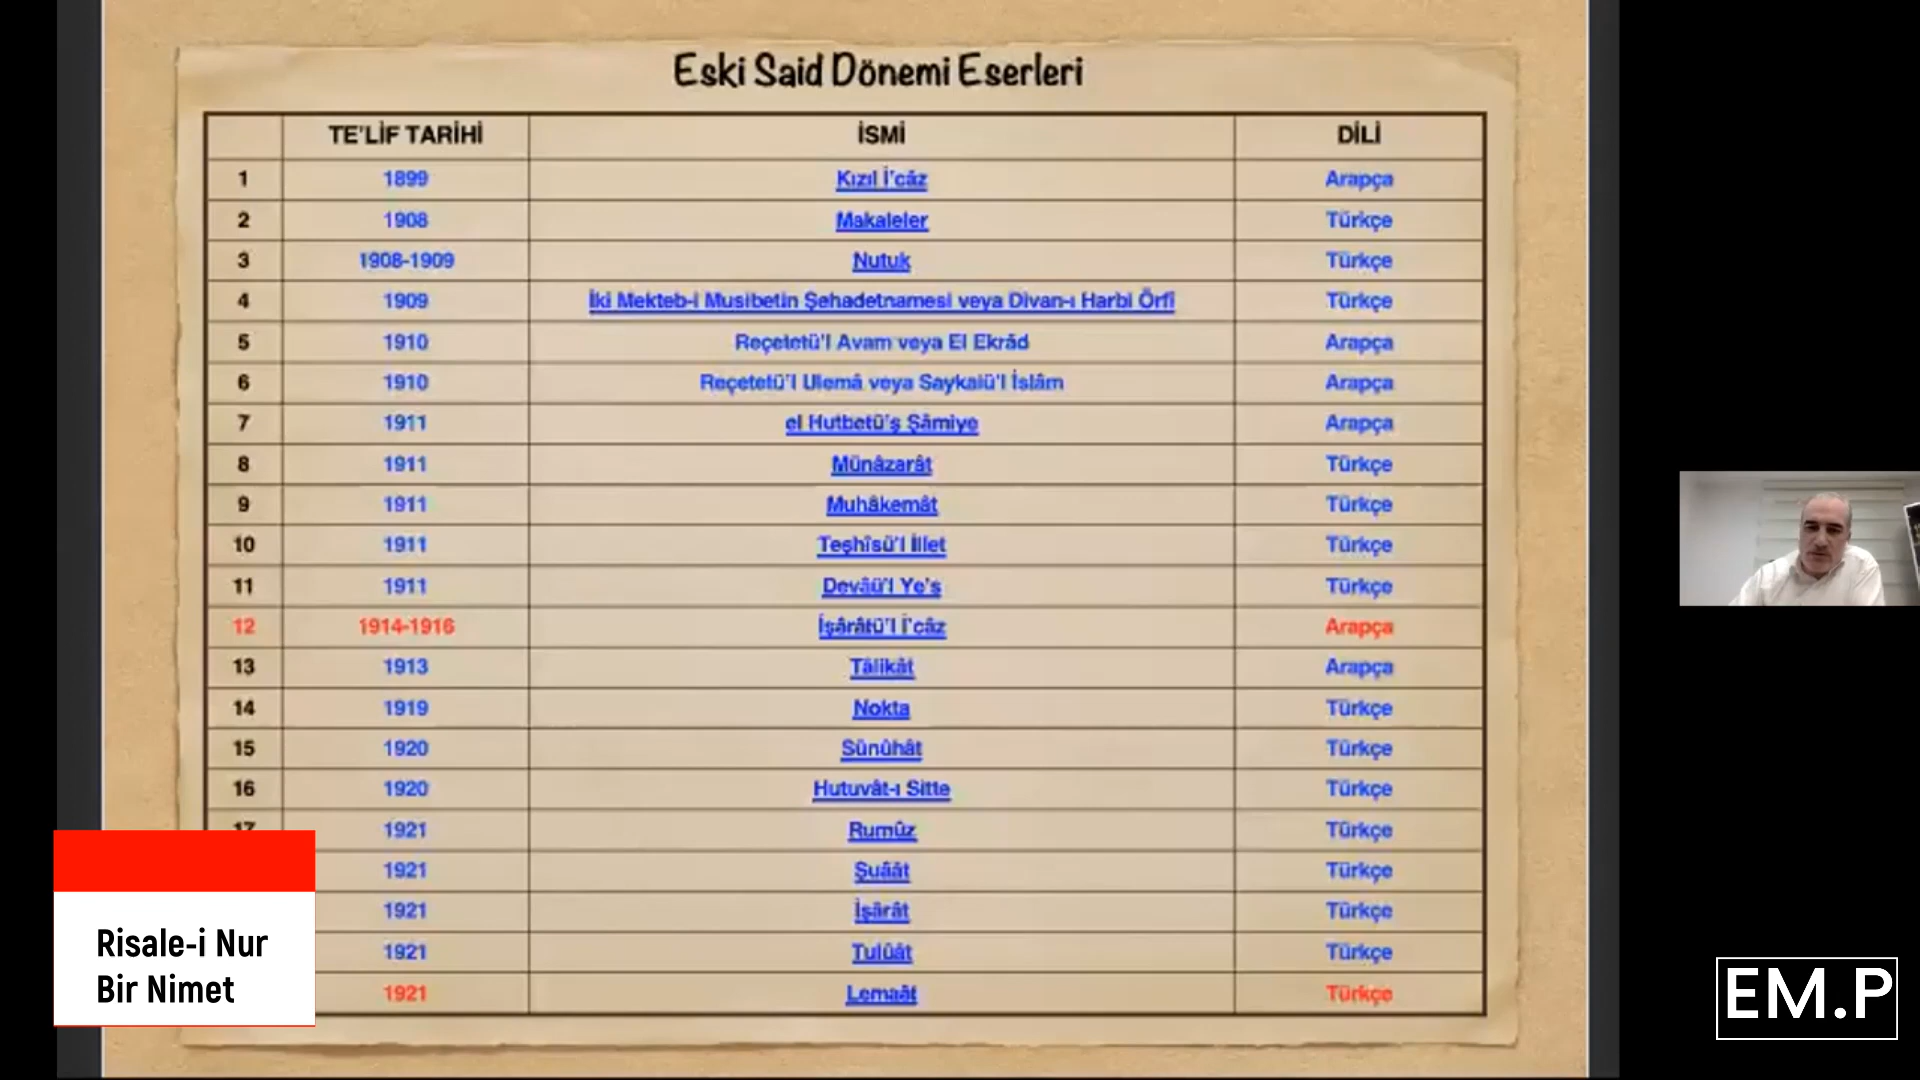 Eski Said Dönemi Eserleri
TE'LİF TARİHİ İSMİ DİLİ
1 1899 Kızıl İ'câz Arapça
2 1908 Makaleler Türkçe
3 1908-1909 Nutuk Türkçe
4 1909 İki Mekteb-i Musibetin Şehadetnamesi veya Divan-ı Harbi Örfî Türkçe
5 1910 Reçetetü'l Avam veya El Ekrâd Arapça
6 1910 Reçetetü'l Ulemâ veya Saykalü'l İslâm Arapça
7 1911 el Hutbetü'ş Şâmiye Arapça
8 1911 Münâzarât Türkçe
9 1911 Muhâkemât Türkçe
10 1911 Teşhîsü'l İllet Türkçe
11 1911 Devâü'l Ye's Türkçe
12 1914-1916 İşârâtü'l İ'câz Arapça
13 1913 Tâlikât Arapça
14 1919 Nokta Türkçe
15 1920 Sünûhât Türkçe
16 1920 Hutuvât-ı Sitte Türkçe
17 1921 Rumûz Türkçe
1921 Şuâât Türkçe
1921 İşârât Türkçe
1921 Tulûât Türkçe
1921 Lemaât Türkçe
Risale-i Nur
Bir Nimet
EM.P